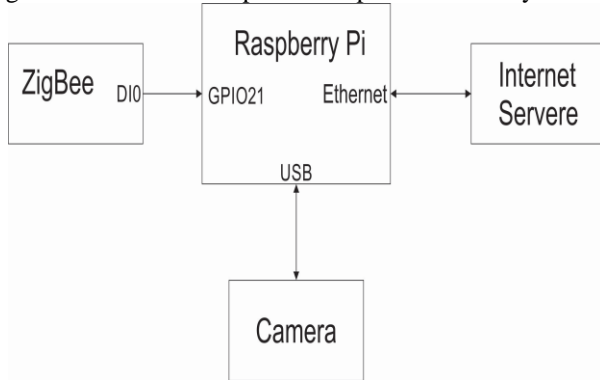 Raspberry Pi
ZigBee
DI0
GPIO21
Ethernet
Internet
Servere
USB
Camera